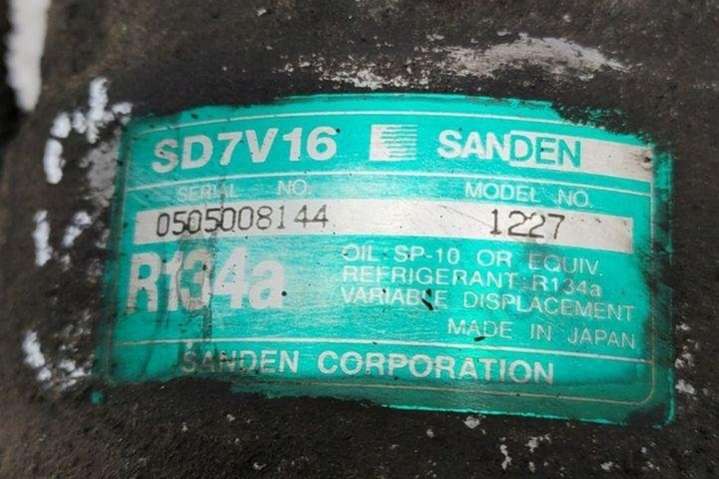 SD7V16 SANDEN
SERIAL NO. MODEL NO.
0505008144 1227
R134a
OIL SP-10 OR EQUIV.
REFRIGERANT R134a
VARIABLE DISPLACEMENT
MADE IN JAPAN
SANDEN CORPORATION